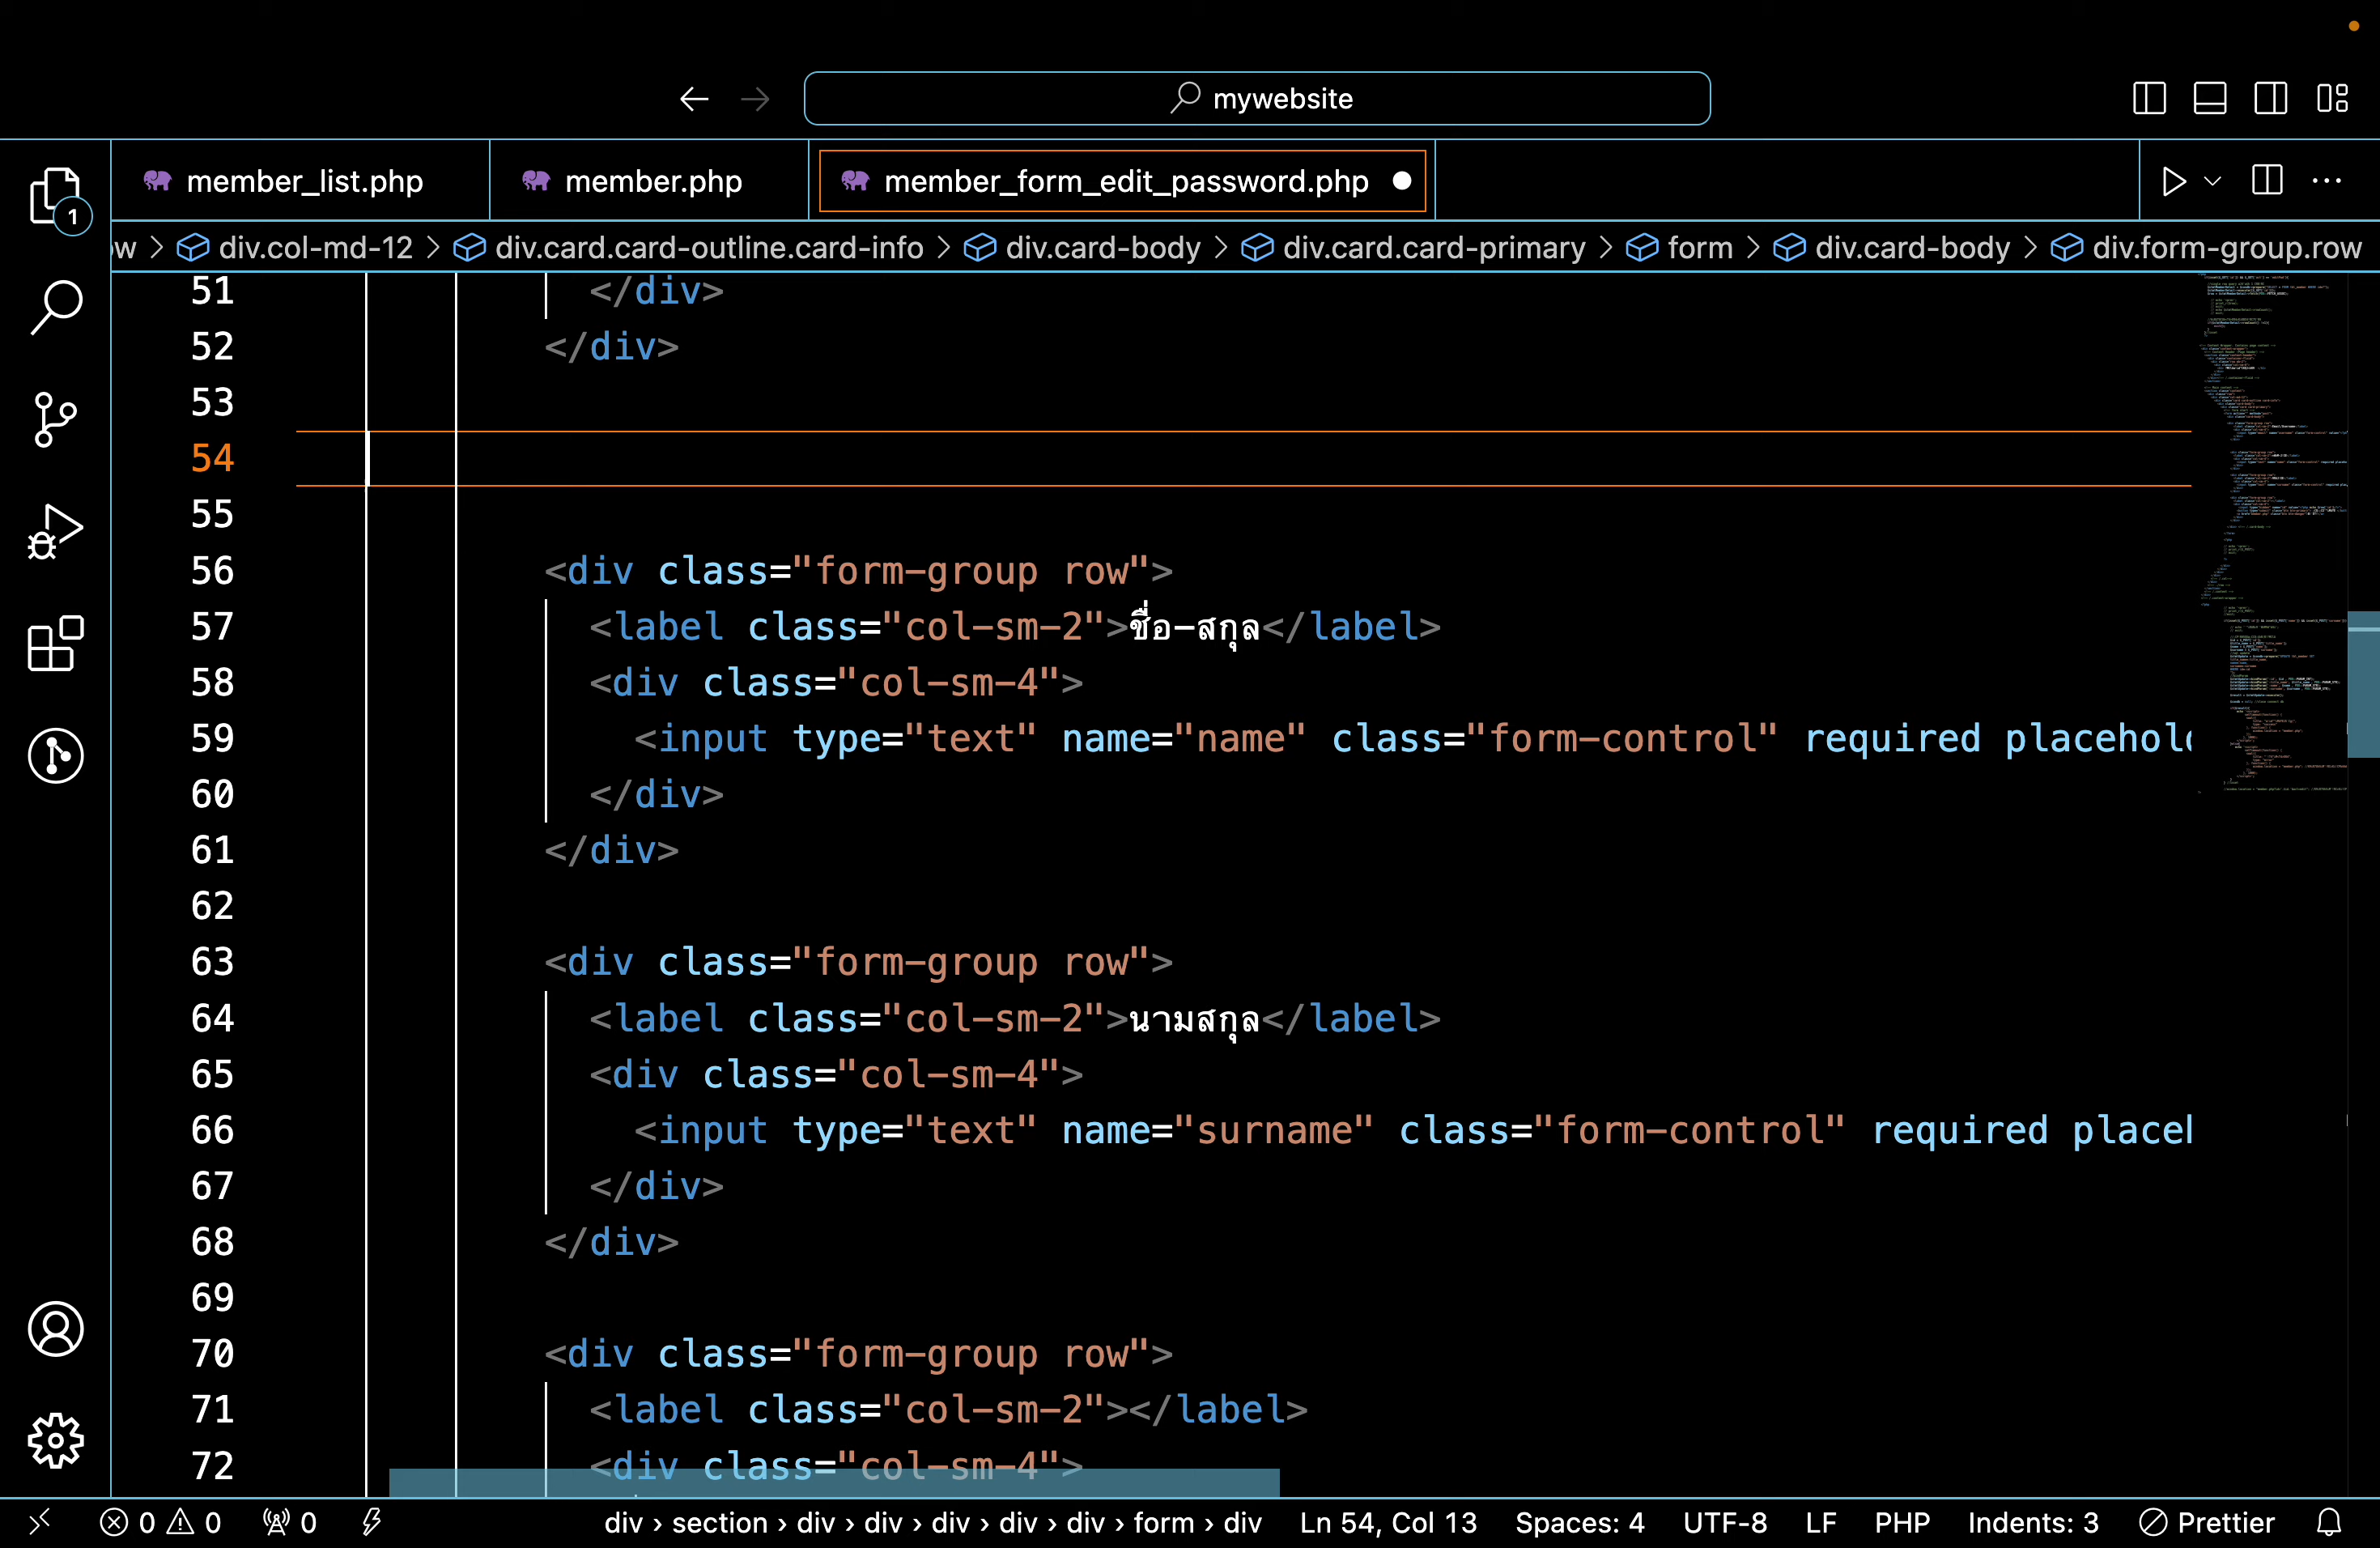 mywebsite
member_list.php
member.php
member_form_edit_password.php
ow > div.col-md-12 > div.card.card-outline.card-info > div.card-body > div.card.card-primary > form > div.card-body > div.form-group.row
1
51 </div>
52 </div>
53
54
55
56 <div class="form-group row">
57 <label class="col-sm-2">ชื่อ-สกุล</label>
58 <div class="col-sm-4">
59 <input type="text" name="name" class="form-control" required placehol
60 </div>
61 </div>
62
63 <div class="form-group row">
64 <label class="col-sm-2">นามสกุล</label>
65 <div class="col-sm-4">
66 <input type="text" name="surname" class="form-control" required place
67 </div>
68 </div>
69
70 <div class="form-group row">
71 <label class="col-sm-2"></label>
72 <div class="col-sm-4">
0 0 0 div › section › div › div › div › div › div › form › div Ln 54, Col 13 Spaces: 4 UTF-8 LF PHP Indents: 3 Prettier